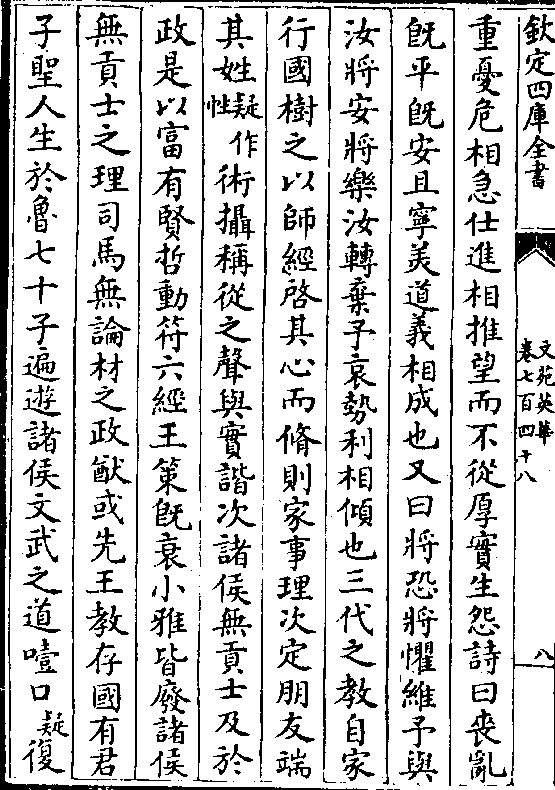 欽定四庫全書
文苑英華
卷七百四十八
八
重憂危相急仕進相推望而不從厚實生怨詩曰喪亂
既平既安且寧美道義相成也又曰將恐將懼維予與
汝將安將樂汝轉棄予哀勢利相傾也三代之教自家
行國樹之以師經啓其心而脩則家事理次定朋友端
其姓疑作性術攝稱從之聲與實諧次諸侯無貢士及於
政是以富有賢哲動符六經王策既衰小雅皆廢諸侯
無貢士之理司馬無論材之政猷或先王教存國有君
子聖人生於魯七十子遍遊諸侯文武之道噎口疑復